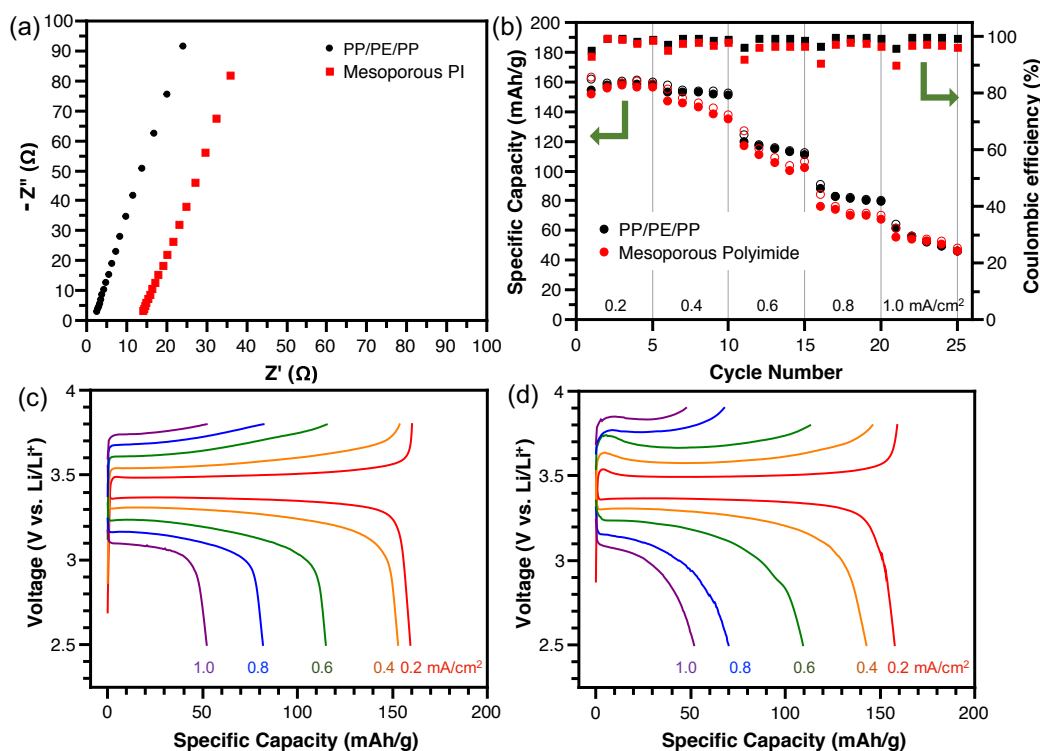 (a)
100
90
80
70
60
50
40
30
20
10
0
- Z" (Ω)
PP/PE/PP
Mesoporous PI
0 10 20 30 40 50 60 70 80 90 100
Z' (Ω)
(b)
200
180
160
140
120
100
80
60
40
20
0
Specific Capacity (mAh/g)
PP/PE/PP
Mesoporous Polyimide
0.2 0.4 0.6 0.8 1.0 mA/cm²
100
80
60
40
20
0
Coulombic efficiency (%)
0 5 10 15 20 25
Cycle Number
(c)
4
3.5
3
2.5
Voltage (V vs. Li/Li⁺)
1.0 0.8 0.6 0.4 0.2 mA/cm²
0 50 100 150 200
Specific Capacity (mAh/g)
(d)
4
3.5
3
2.5
Voltage (V vs. Li/Li⁺)
1.0 0.8 0.6 0.4 0.2 mA/cm²
0 50 100 150 200
Specific Capacity (mAh/g)